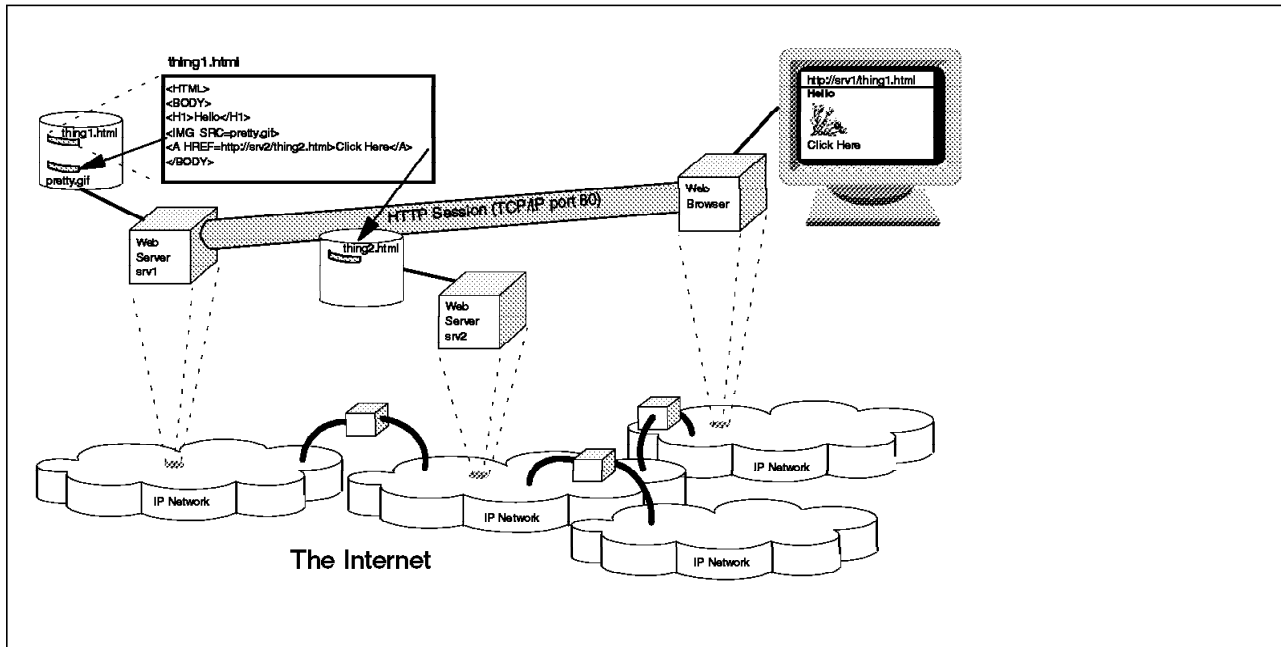 thing1.html
<HTML>
<BODY>
<H1>Hello</H1>
<IMG SRC=pretty.gif>
<A HREF=http://srv2/thing2.html>Click Here</A>
</BODY>
thing1.html
pretty.gif
http://srv1/thing1.html
Hello
Click Here
Web
Browser
HTTP Session (TCP/IP port 80)
Web
Server
srv1
thing2.html
Web
Server
srv2
IP Network
IP Network
IP Network
IP Network
The Internet